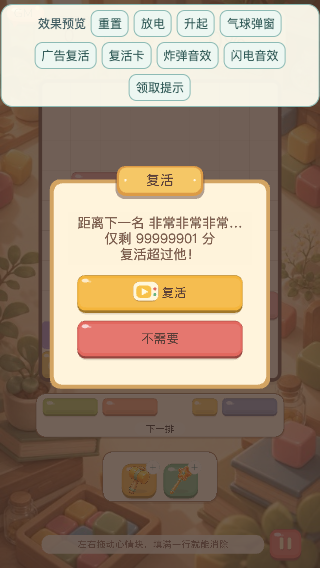 效果预览 重置 放电 升起 气球弹窗
广告复活 复活卡 炸弹音效 闪电音效
领取提示
复活
距离下一名 非常非常非常...
仅剩 99999901 分
复活超过他!
复活
不需要
下一排
左右拖动心模块，填满一行就能消除